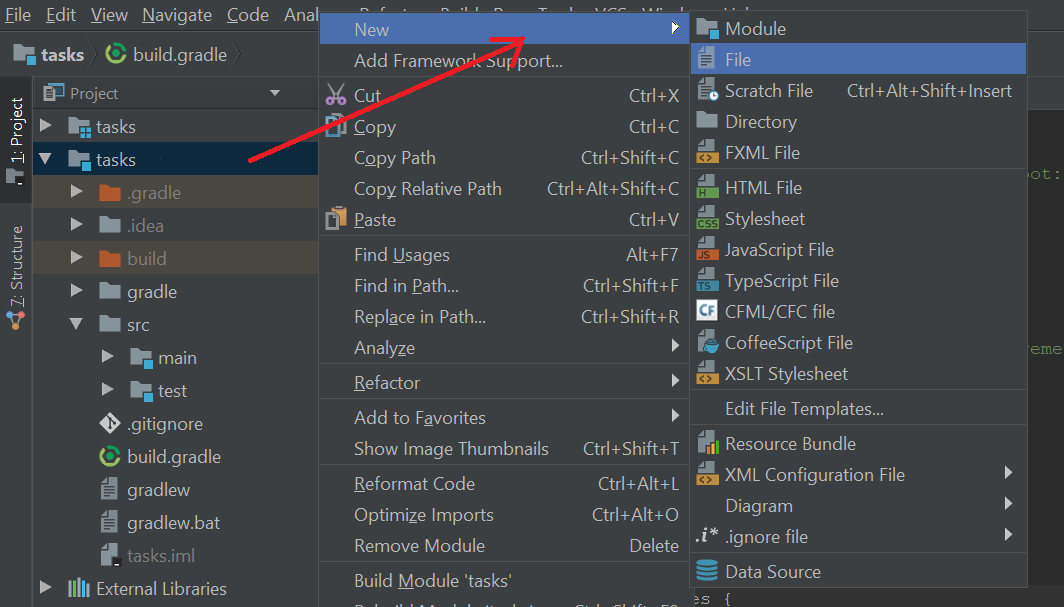 File Edit View Navigate Code
tasks build.gradle
Project
1: Project
7: Structure
tasks
tasks
.gradle
.idea
build
gradle
src
main
test
.gitignore
build.gradle
gradlew
gradlew.bat
tasks.iml
External Libraries
New
Add Framework Support...
Cut Ctrl+X
Copy Ctrl+C
Copy Path Ctrl+Shift+C
Copy Relative Path Ctrl+Alt+Shift+C
Paste Ctrl+V
Find Usages Alt+F7
Find in Path... Ctrl+Shift+F
Replace in Path... Ctrl+Shift+R
Analyze
Refactor
Add to Favorites
Show Image Thumbnails Ctrl+Shift+T
Reformat Code Ctrl+Alt+L
Optimize Imports Ctrl+Alt+O
Remove Module Delete
Build Module 'tasks'
Module
File
Scratch File Ctrl+Alt+Shift+Insert
Directory
FXML File
HTML File
Stylesheet
JavaScript File
TypeScript File
CFML/CFC file
CoffeeScript File
XSLT Stylesheet
Edit File Templates...
Resource Bundle
XML Configuration File
Diagram
.i* .ignore file
Data Source
ot:
reme
es {